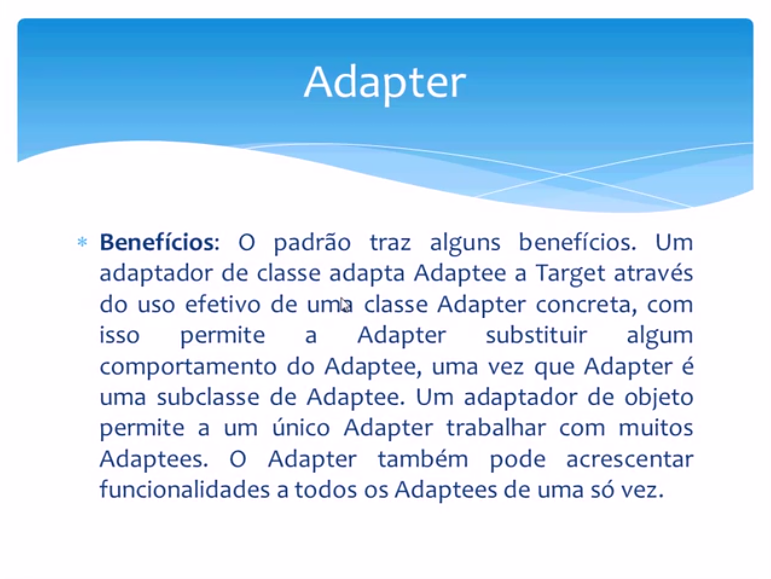 Adapter
* Benefícios: O padrão traz alguns benefícios. Um
adaptador de classe adapta Adaptee a Target através
do uso efetivo de uma classe Adapter concreta, com
isso permite a Adapter substituir algum
comportamento do Adaptee, uma vez que Adapter é
uma subclasse de Adaptee. Um adaptador de objeto
permite a um único Adapter trabalhar com muitos
Adaptees. O Adapter também pode acrescentar
funcionalidades a todos os Adaptees de uma só vez.